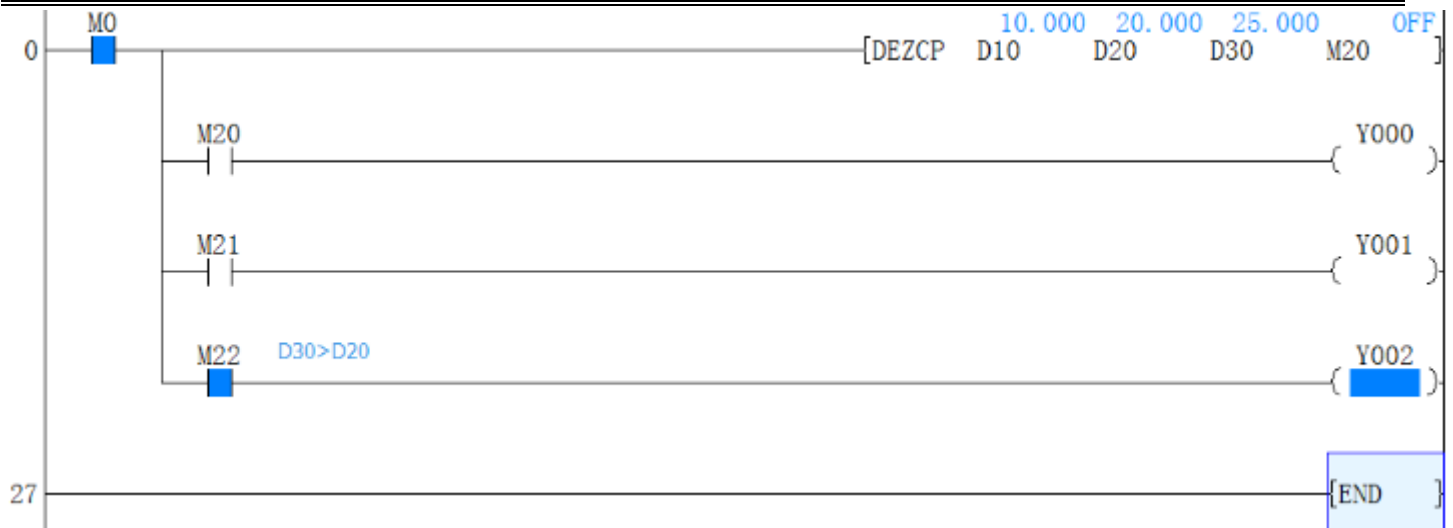 M0
10.000 20.000 25.000 OFF
0 [DEZCP D10 D20 D30 M20 ]
M20 Y000
M21 Y001
M22 D30>D20 Y002
27 [END ]